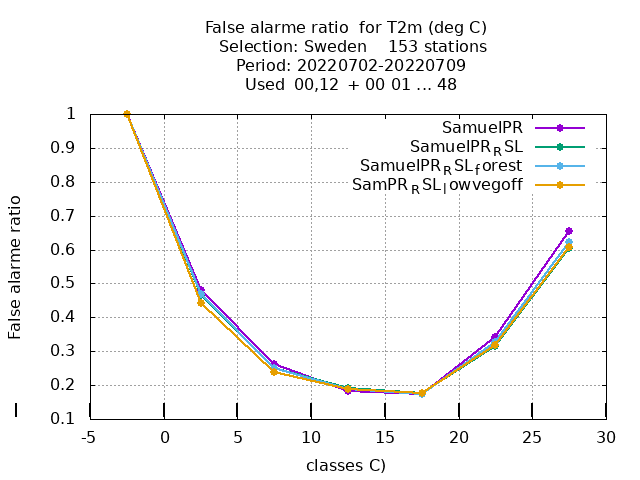 False alarme ratio  for T2m (deg C)
Selection: Sweden    153 stations
Period: 20220702-20220709
Used  00,12  + 00 01 ... 48
SamuelPR
SamuelPR_RSL
SamuelPR_RSL_forest
SamPR_RSL_lowvegoff
False alarme ratio
1
0.9
0.8
0.7
0.6
0.5
0.4
0.3
0.2
0.1
-5 0 5 10 15 20 25 30
classes C)